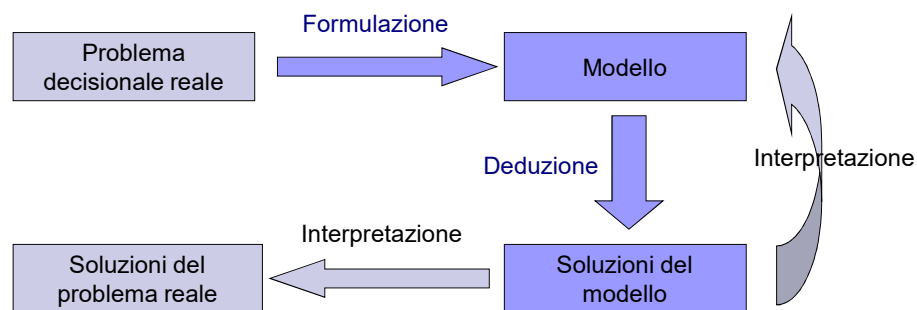 Formulazione
Problema
decisionale reale
Modello
Deduzione
Interpretazione
Interpretazione
Soluzioni del
problema reale
Soluzioni del
modello